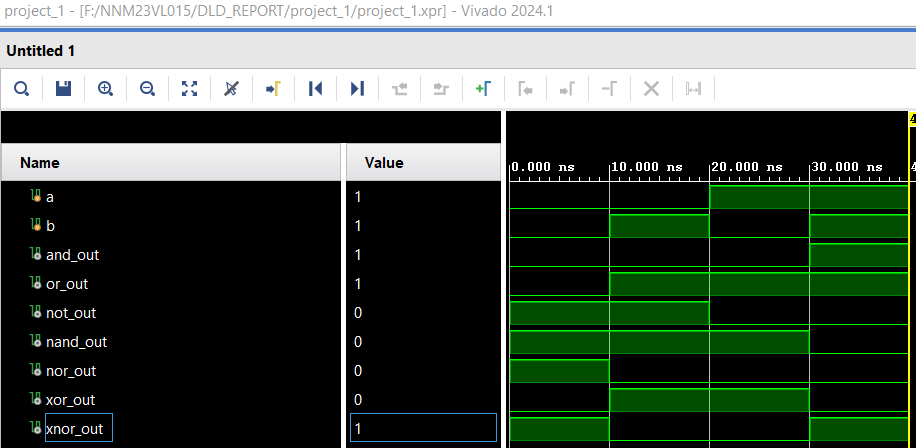 project_1 - [F:/NNM23VL015/DLD_REPORT/project_1/project_1.xpr] - Vivado 2024.1
Untitled 1
4
Name Value
0.000 ns 10.000 ns 20.000 ns 30.000 ns 4
a 1
b 1
and_out 1
or_out 1
not_out 0
nand_out 0
nor_out 0
xor_out 0
xnor_out 1